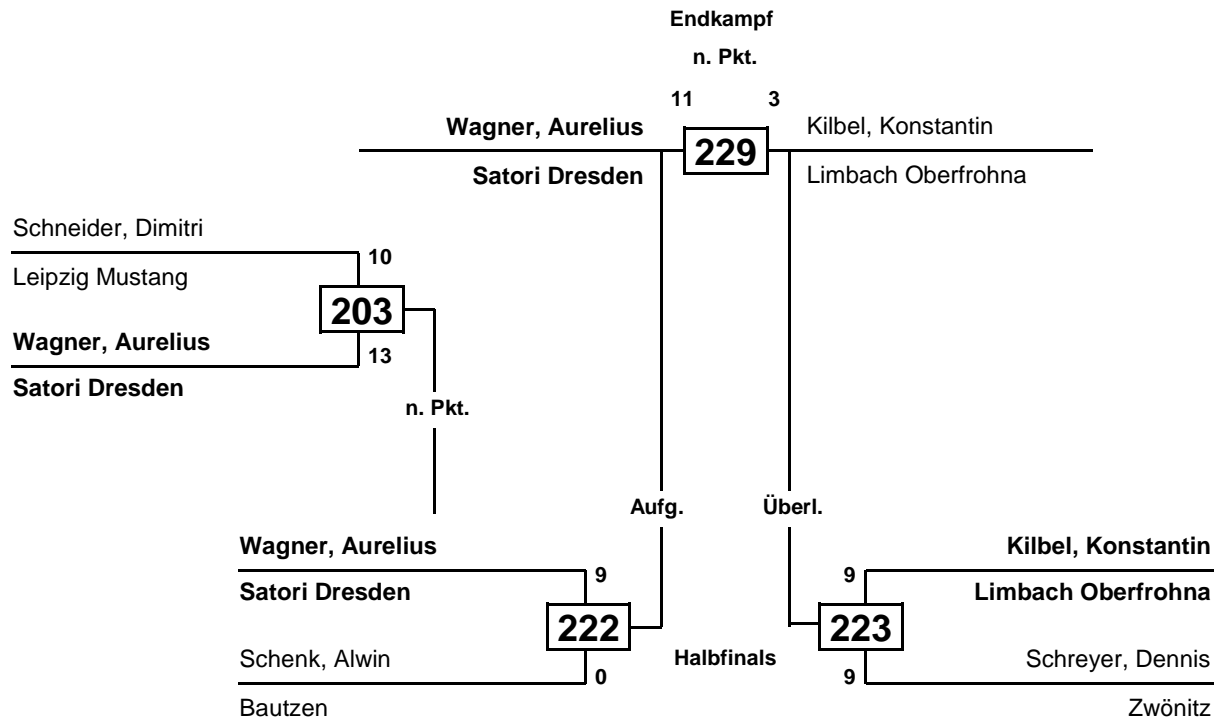 Endkampf
n. Pkt.
11 3
Wagner, Aurelius 229 Kilbel, Konstantin
Satori Dresden Limbach Oberfrohna
Schneider, Dimitri
10
Leipzig Mustang
203
Wagner, Aurelius
13
Satori Dresden
n. Pkt.
Aufg. Überl.
Wagner, Aurelius Kilbel, Konstantin
9 9
Satori Dresden Limbach Oberfrohna
222 223
Schenk, Alwin Halbfinals Schreyer, Dennis
0 9
Bautzen Zwönitz